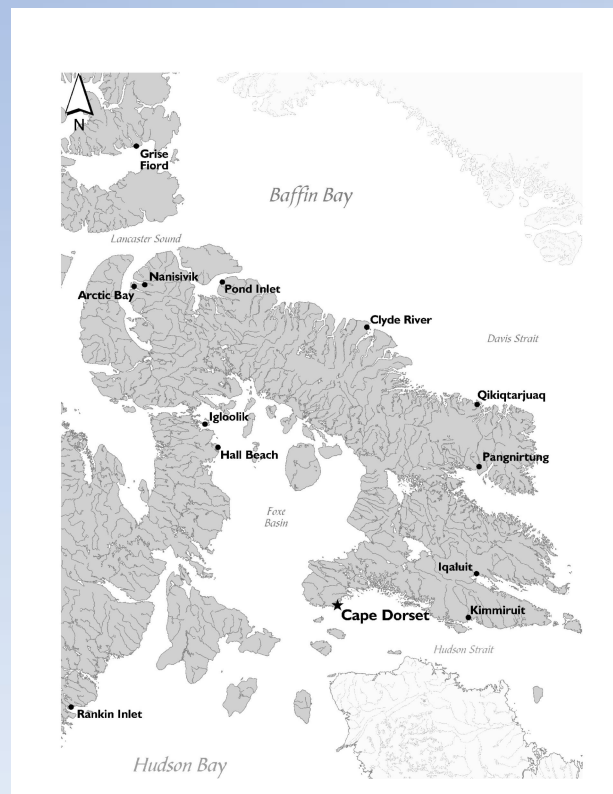 N
Grise
Fiord
Baffin Bay
Lancaster Sound
Nanisivik
Arctic Bay
Pond Inlet
Clyde River
Davis Strait
Qikiqtarjuaq
Igloolik
Hall Beach
Pangnirtung
Foxe
Basin
Iqaluit
Cape Dorset
Kimmiruit
Hudson Strait
Rankin Inlet
Hudson Bay